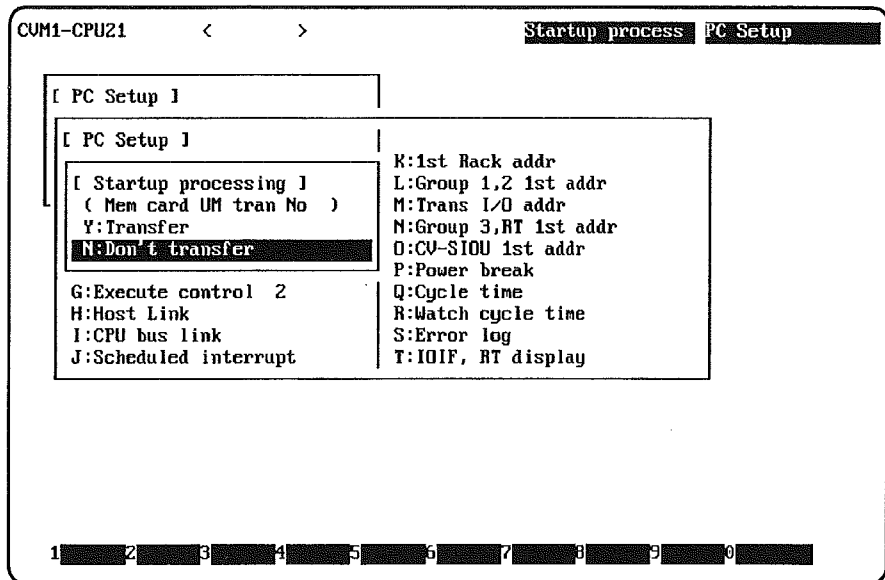 CVM1-CPU21 < > Startup process PC Setup
[ PC Setup ]
[ PC Setup ]
[ Startup processing ]
( Mem card UM tran No )
Y:Transfer
N:Don't transfer
G:Execute control 2
H:Host Link
I:CPU bus link
J:Scheduled interrupt
K:1st Rack addr
L:Group 1,2 1st addr
M:Trans I/O addr
N:Group 3,RT 1st addr
O:CV-SIOU 1st addr
P:Power break
Q:Cycle time
R:Watch cycle time
S:Error log
T:IOIF, RT display
1 2 3 4 5 6 7 8 9 0